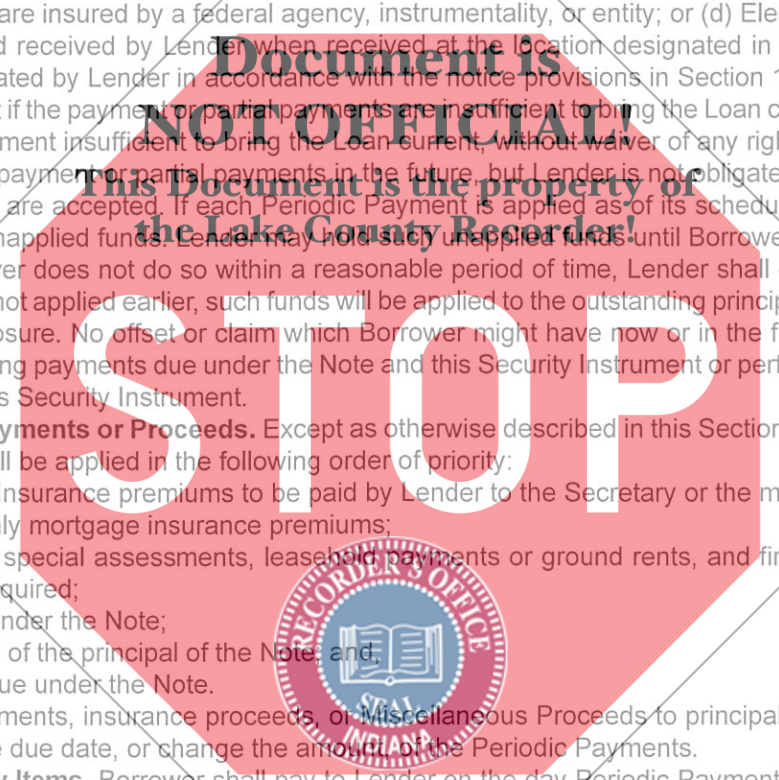 are insured by a federal agency, instrumentality, or entity; or (d) Ele
d received by Lender when received at the location designated in
ated by Lender in accordance with the notice provisions in Section 1
Document is
t if the payment or partial payments are insufficient to bring the Loan c
NOT OFFICIAL!
ment insufficient to bring the Loan current, without waiver of any righ
payment or partial payments in the future, but Lender is not obligate
This Document is the property of
are accepted. If each Periodic Payment is applied as of its schedu
the Lake County Recorder!
napplied funds. Lender may hold such unapplied funds until Borrowe
er does not do so within a reasonable period of time, Lender shall
not applied earlier, such funds will be applied to the outstanding princip
osure. No offset or claim which Borrower might have now or in the f
ng payments due under the Note and this Security Instrument or perf
s Security Instrument.
STOP
yments or Proceeds. Except as otherwise described in this Section
ll be applied in the following order of priority:
insurance premiums to be paid by Lender to the Secretary or the m
ly mortgage insurance premiums;
special assessments, leasehold payments or ground rents, and fir
quired;
nder the Note;
of the principal of the Note; and,
ue under the Note.
RECORDER'S OFFICE
SEAL
INDIANA
ments, insurance proceeds, or Miscellaneous Proceeds to principal
e due date, or change the amount, of the Periodic Payments.
y Items. Borrower shall pay to Lender on the day Periodic Payment